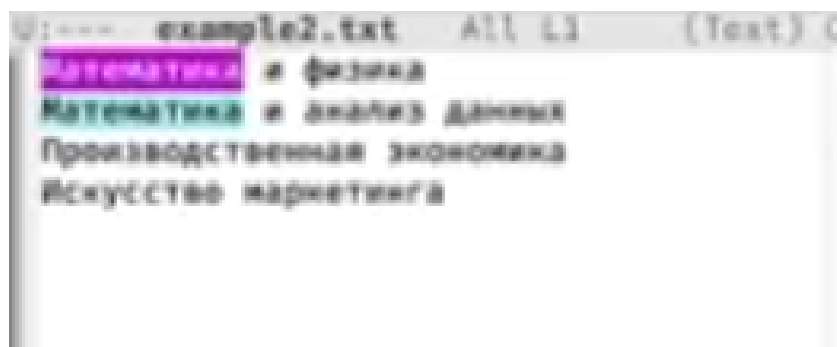 U:--- example2.txt All L1 (Text)
Математика и физика
Математика и анализ данных
Производственная экономика
Искусство маркетинга